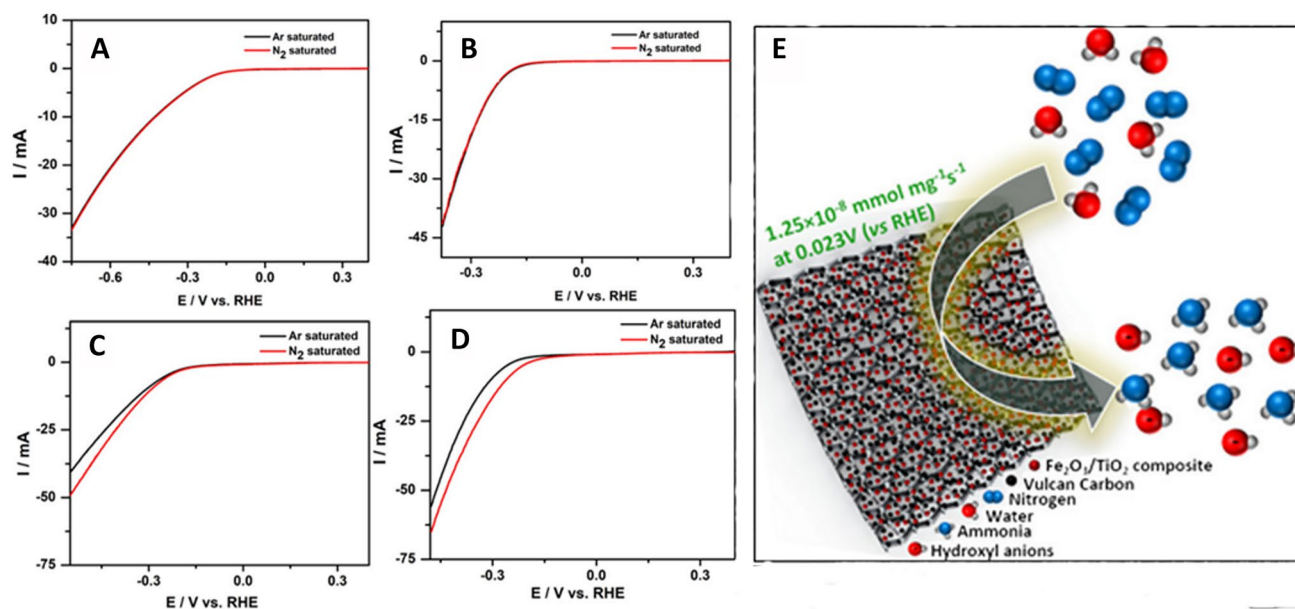 A
Ar saturated
N₂ saturated
10
0
-10
-20
-30
-40
I / mA
-0.6
-0.3
0.0
0.3
E / V vs. RHE
B
Ar saturated
N₂ saturated
0
-15
-30
-45
I / mA
-0.3
0.0
0.3
E / V vs. RHE
C
Ar saturated
N₂ saturated
0
-25
-50
-75
I / mA
-0.3
0.0
0.3
E / V vs. RHE
D
Ar saturated
N₂ saturated
0
-25
-50
-75
I / mA
-0.3
0.0
0.3
E / V vs. RHE
E
1.25×10⁻⁸ mmol mg⁻¹s⁻¹
at 0.023V (vs RHE)
Fe₂O₃/TiO₂ composite
Vulcan Carbon
Nitrogen
Water
Ammonia
Hydroxyl anions